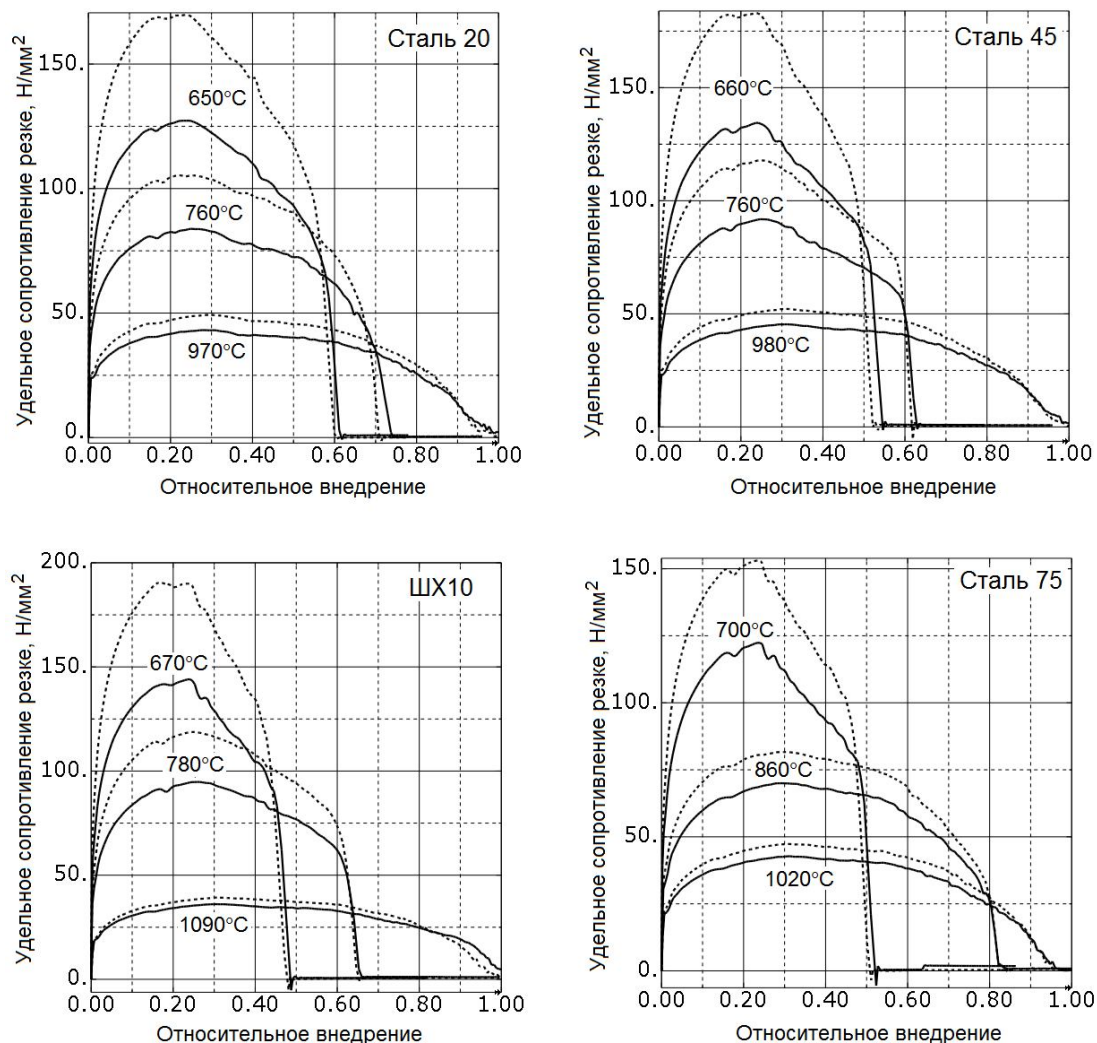 Удельное сопротивление резке, Н/мм²
150.
100.
50.
0.
Сталь 20
650°C
760°C
970°C
0.00 0.20 0.40 0.60 0.80 1.00
Относительное внедрение
Удельное сопротивление резке, Н/мм²
150.
100.
50.
0.
Сталь 45
660°C
760°C
980°C
0.00 0.20 0.40 0.60 0.80 1.00
Относительное внедрение
Удельное сопротивление резке, Н/мм²
200.
150.
100.
50.
0.
ШХ10
670°C
780°C
1090°C
0.00 0.20 0.40 0.60 0.80 1.00
Относительное внедрение
Удельное сопротивление резке, Н/мм²
150.
100.
50.
0.
Сталь 75
700°C
860°C
1020°C
0.00 0.20 0.40 0.60 0.80 1.00
Относительное внедрение